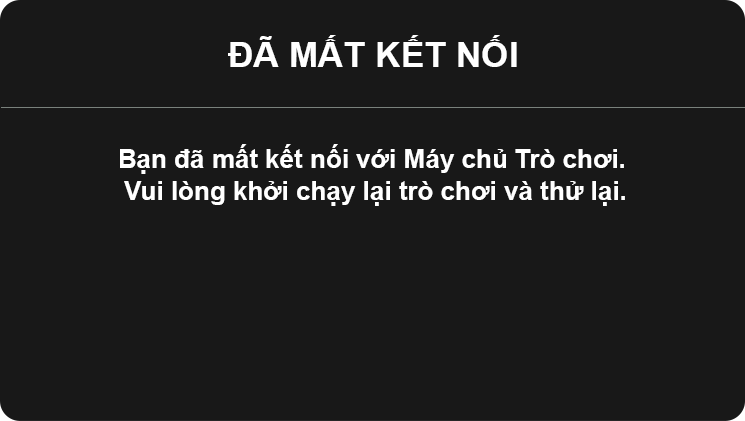 ĐÃ MẤT KẾT NỐI
Bạn đã mất kết nối với Máy chủ Trò chơi.
Vui lòng khởi chạy lại trò chơi và thử lại.